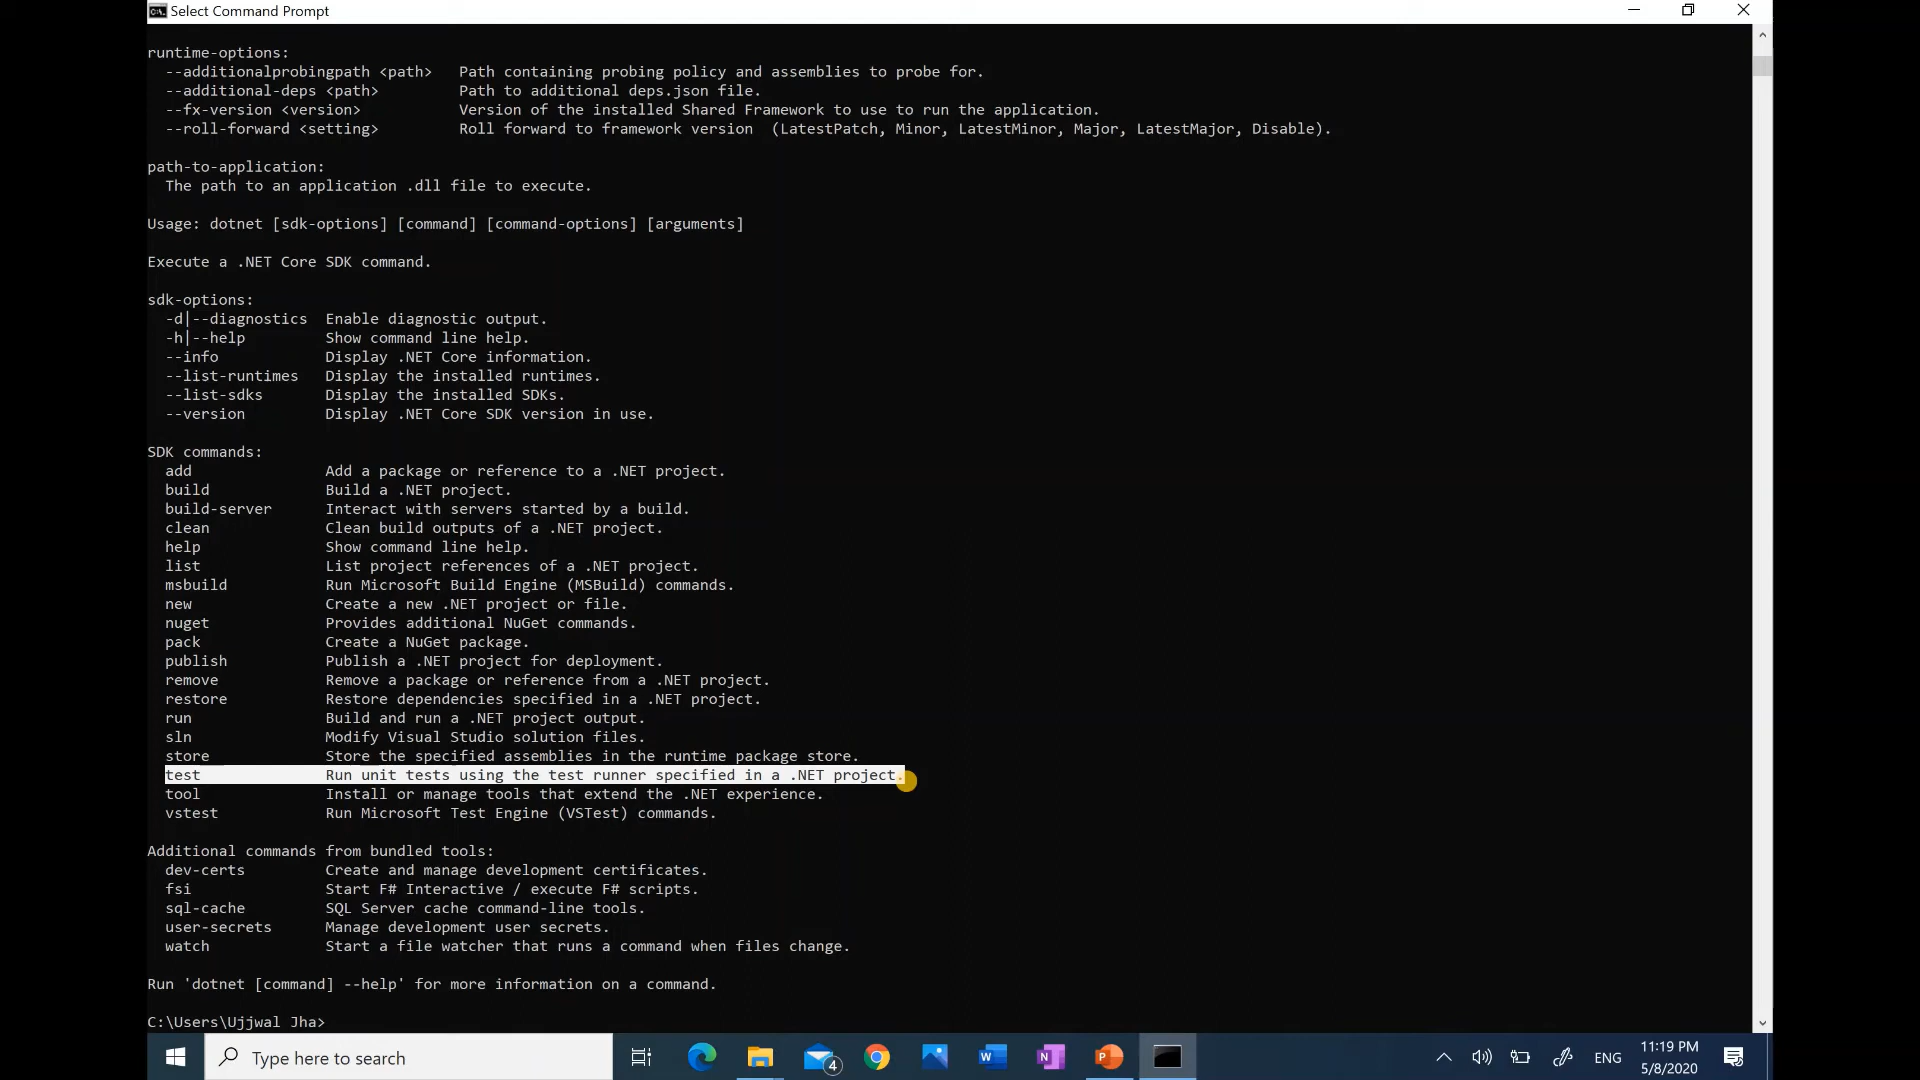 Select Command Prompt
runtime-options:
--additionalprobingpath <path>   Path containing probing policy and assemblies to probe for.
--additional-deps <path>         Path to additional deps.json file.
--fx-version <version>           Version of the installed Shared Framework to use to run the application.
--roll-forward <setting>         Roll forward to framework version  (LatestPatch, Minor, LatestMinor, Major, LatestMajor, Disable).
path-to-application:
The path to an application .dll file to execute.
Usage: dotnet [sdk-options] [command] [command-options] [arguments]
Execute a .NET Core SDK command.
sdk-options:
-d|--diagnostics  Enable diagnostic output.
-h|--help         Show command line help.
--info            Display .NET Core information.
--list-runtimes   Display the installed runtimes.
--list-sdks       Display the installed SDKs.
--version         Display .NET Core SDK version in use.
SDK commands:
add               Add a package or reference to a .NET project.
build             Build a .NET project.
build-server      Interact with servers started by a build.
clean             Clean build outputs of a .NET project.
help              Show command line help.
list              List project references of a .NET project.
msbuild           Run Microsoft Build Engine (MSBuild) commands.
new               Create a new .NET project or file.
nuget             Provides additional NuGet commands.
pack              Create a NuGet package.
publish           Publish a .NET project for deployment.
remove            Remove a package or reference from a .NET project.
restore           Restore dependencies specified in a .NET project.
run               Build and run a .NET project output.
sln               Modify Visual Studio solution files.
store             Store the specified assemblies in the runtime package store.
test              Run unit tests using the test runner specified in a .NET project.
tool              Install or manage tools that extend the .NET experience.
vstest            Run Microsoft Test Engine (VSTest) commands.
Additional commands from bundled tools:
dev-certs         Create and manage development certificates.
fsi               Start F# Interactive / execute F# scripts.
sql-cache         SQL Server cache command-line tools.
user-secrets      Manage development user secrets.
watch             Start a file watcher that runs a command when files change.
Run 'dotnet [command] --help' for more information on a command.
C:\Users\Ujjwal Jha>
Type here to search
4
ENG
11:19 PM
5/8/2020